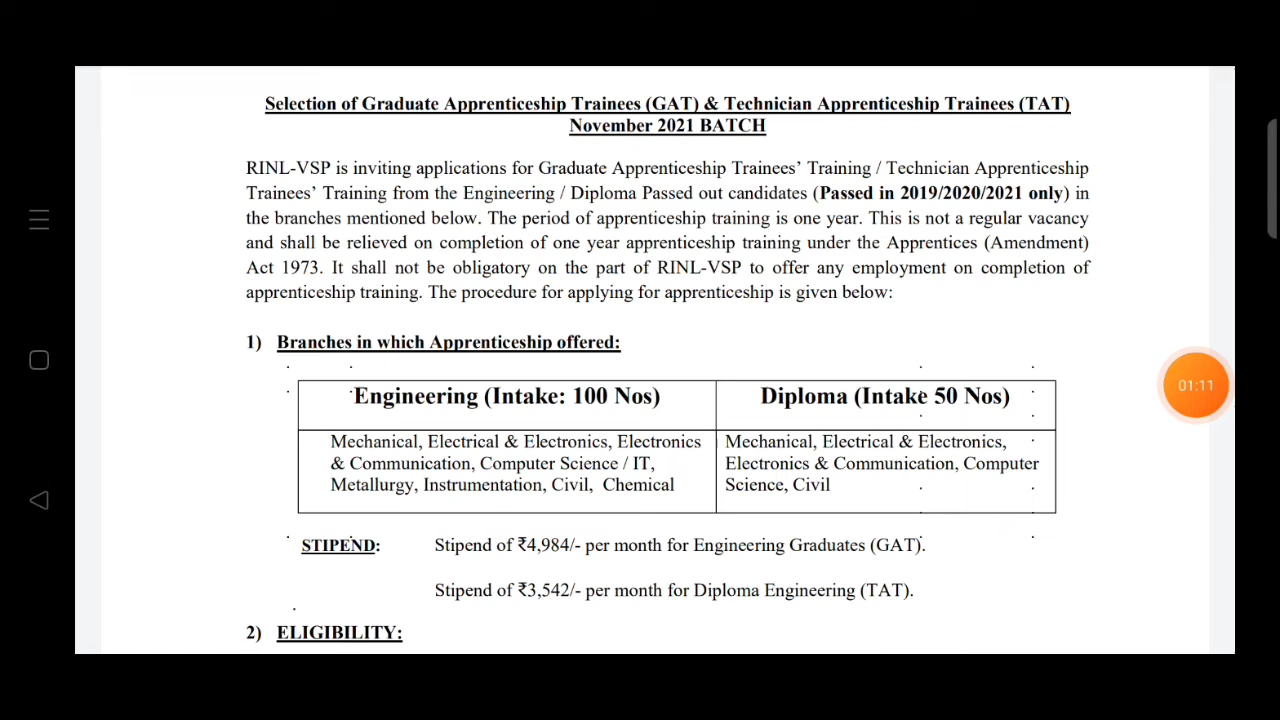 Selection of Graduate Apprenticeship Trainees (GAT) & Technician Apprenticeship Trainees (TAT)
November 2021 BATCH
RINL-VSP is inviting applications for Graduate Apprenticeship Trainees' Training / Technician Apprenticeship
Trainees' Training from the Engineering / Diploma Passed out candidates (Passed in 2019/2020/2021 only) in
the branches mentioned below. The period of apprenticeship training is one year. This is not a regular vacancy
and shall be relieved on completion of one year apprenticeship training under the Apprentices (Amendment)
Act 1973. It shall not be obligatory on the part of RINL-VSP to offer any employment on completion of
apprenticeship training. The procedure for applying for apprenticeship is given below:
1) Branches in which Apprenticeship offered:
Engineering (Intake: 100 Nos)
Mechanical, Electrical & Electronics, Electronics
& Communication, Computer Science / IT,
Metallurgy, Instrumentation, Civil, Chemical
Diploma (Intake 50 Nos)
Mechanical, Electrical & Electronics,
Electronics & Communication, Computer
Science, Civil
STIPEND: Stipend of ₹4,984/- per month for Engineering Graduates (GAT).
Stipend of ₹3,542/- per month for Diploma Engineering (TAT).
2) ELIGIBILITY:
01:11